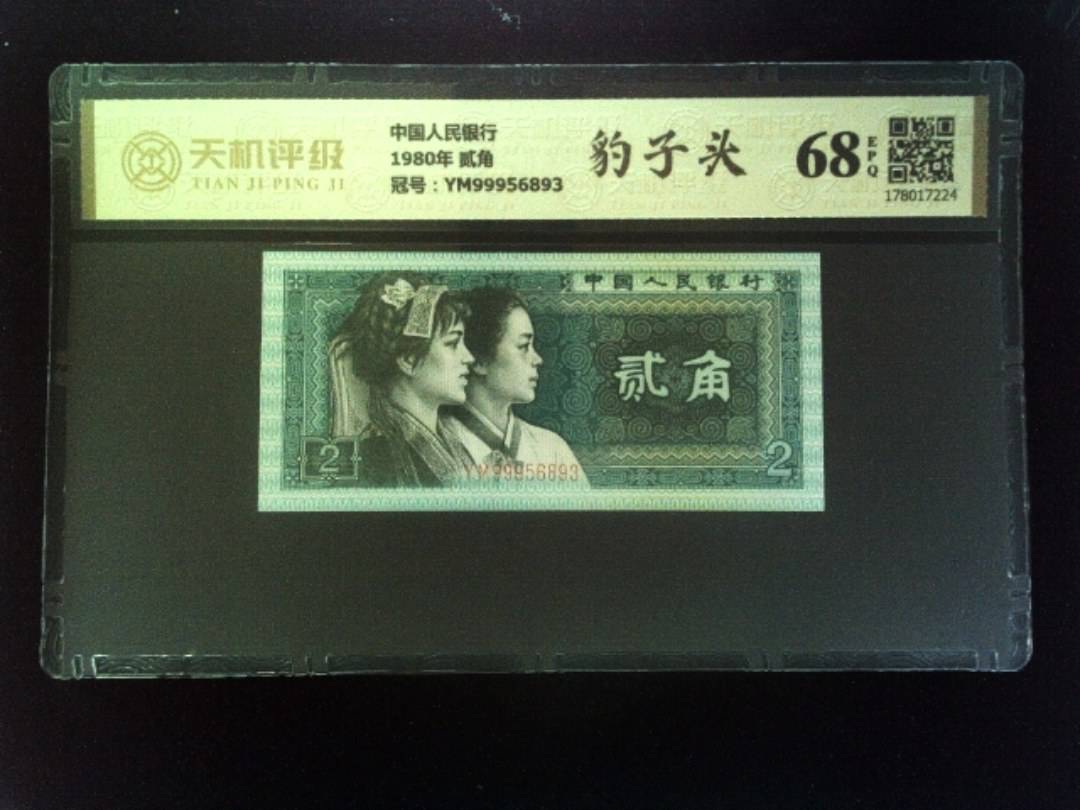 天机评级
TIAN JI PING JI
中国人民银行
1980年 贰角
冠号：YM99956893
豹子头
68
EPQ
178017224
中国人民银行
贰角
2
YM99956893
2